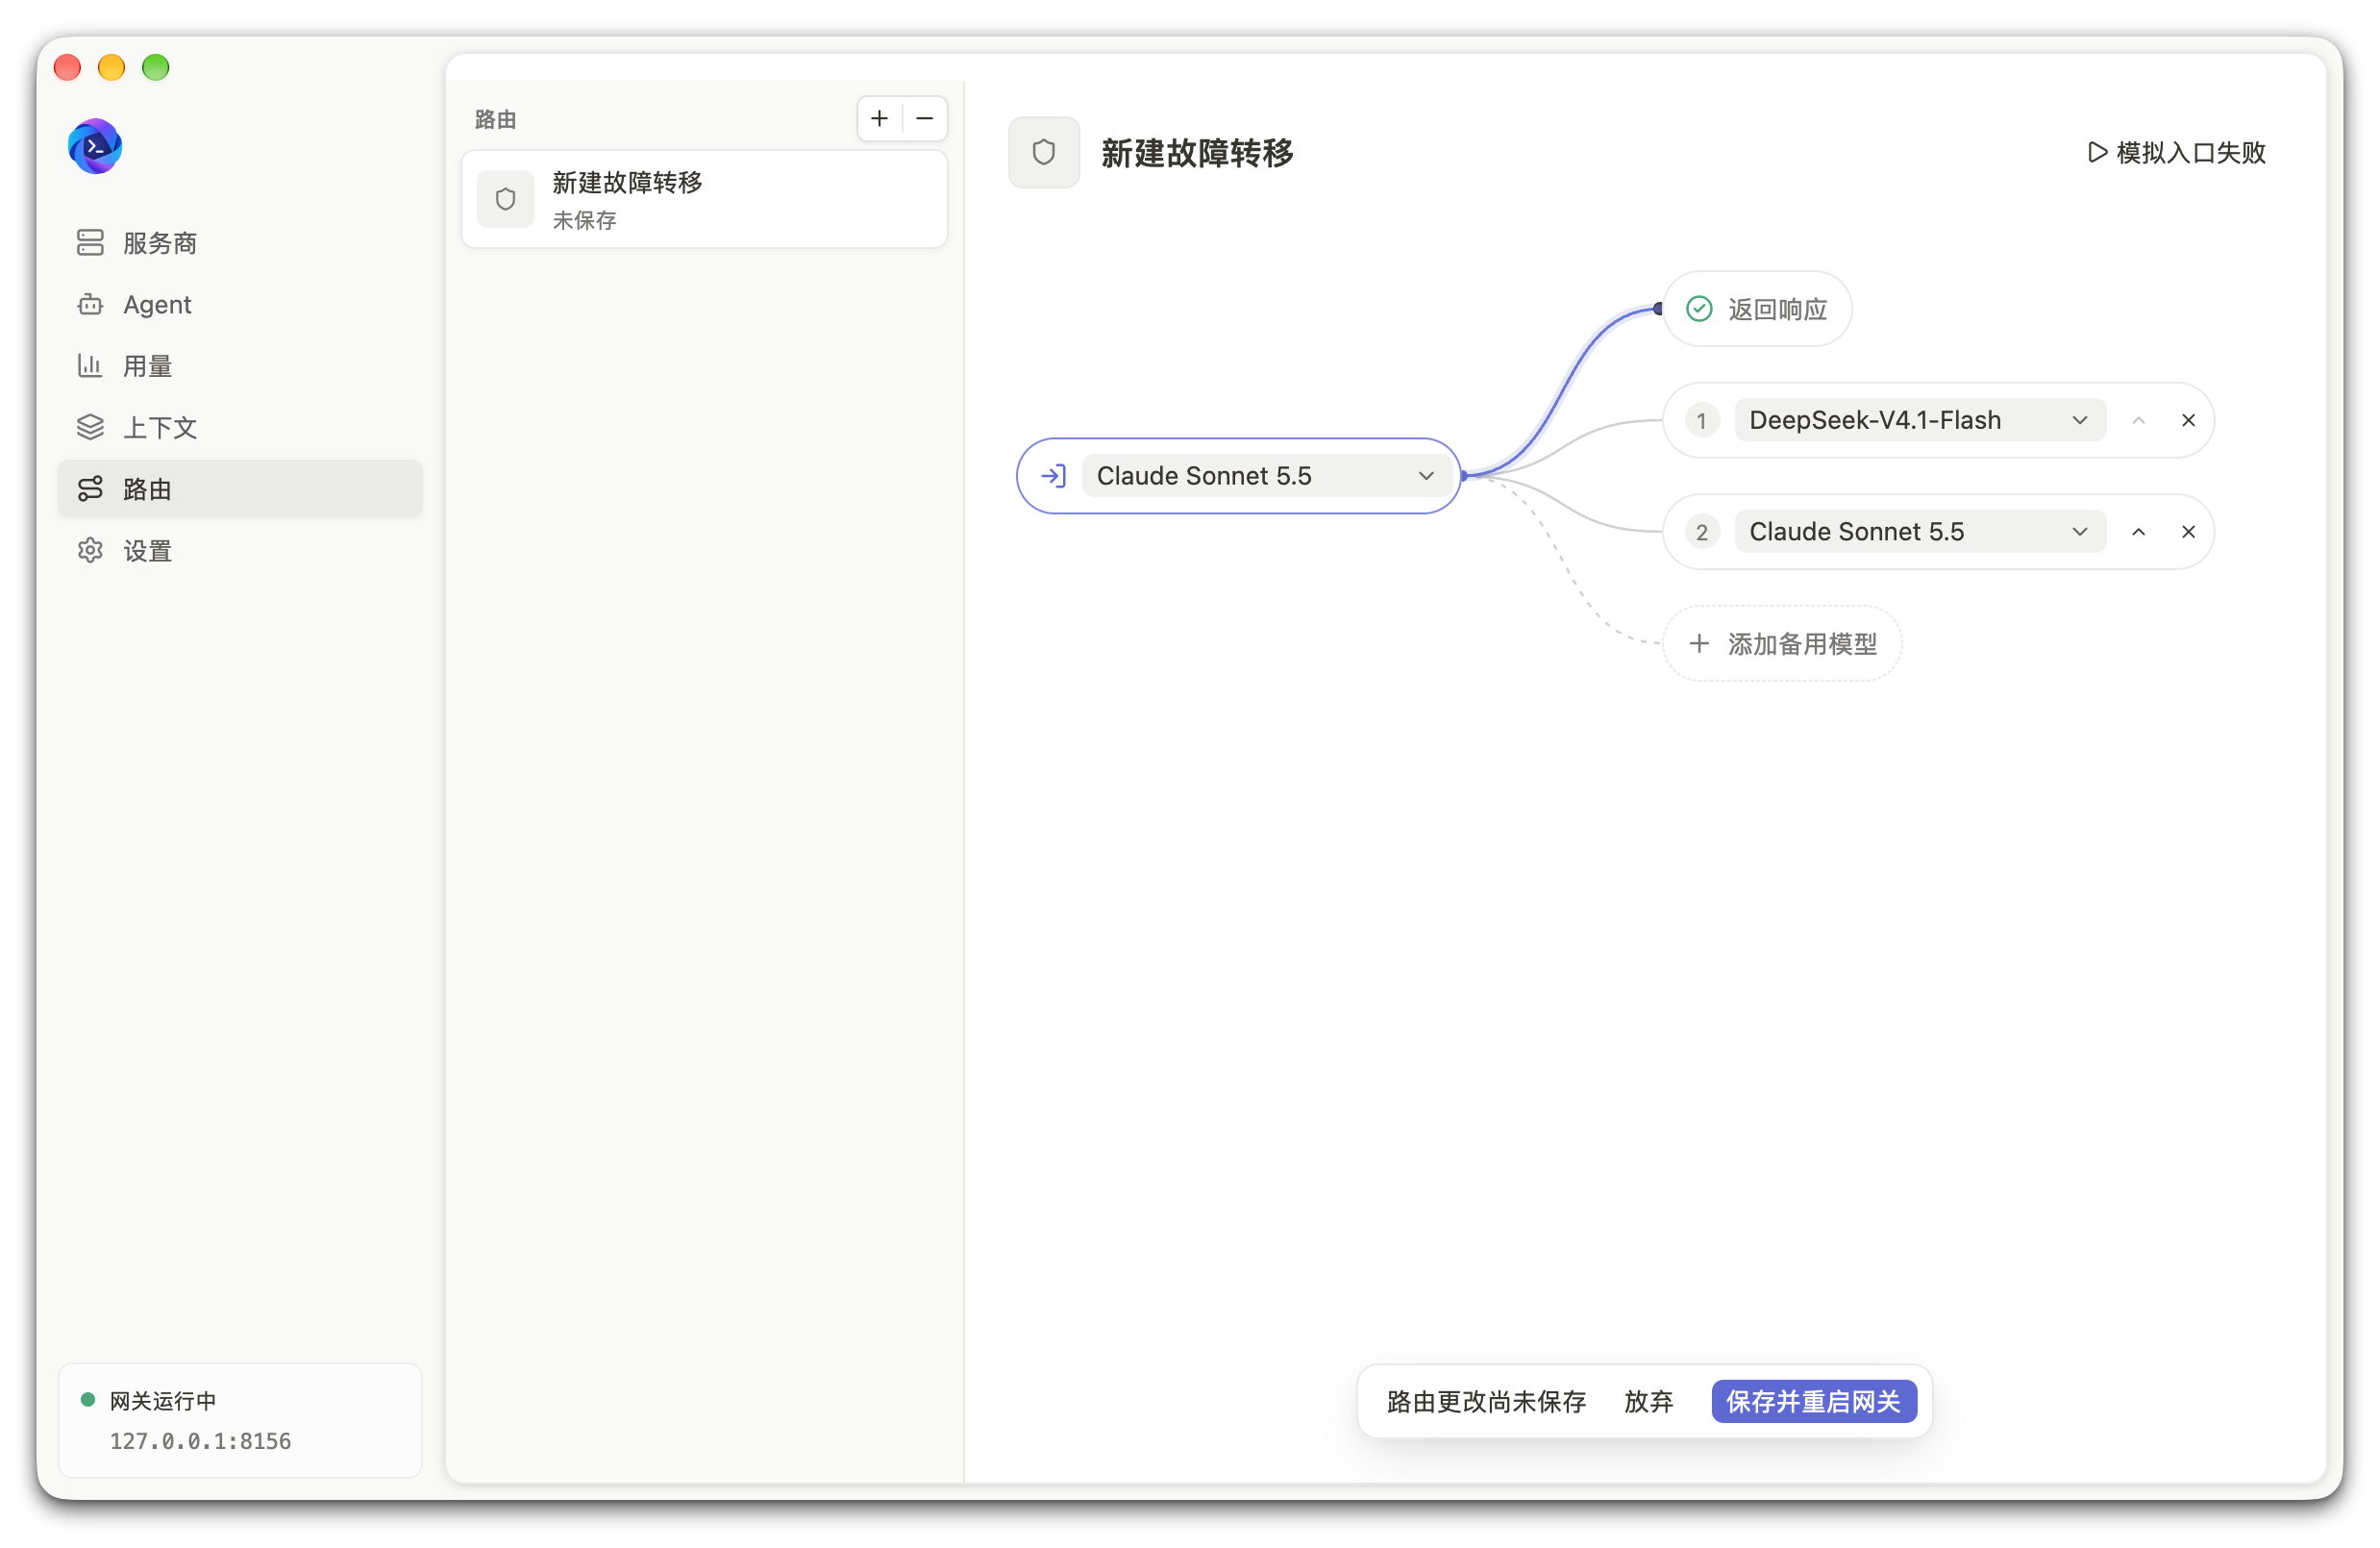 服务商
Agent
用量
上下文
路由
设置
网关运行中
127.0.0.1:8156
路由
新建故障转移
未保存
新建故障转移
模拟入口失败
返回响应
Claude Sonnet 5.5
1 DeepSeek-V4.1-Flash
2 Claude Sonnet 5.5
添加备用模型
路由更改尚未保存 放弃 保存并重启网关